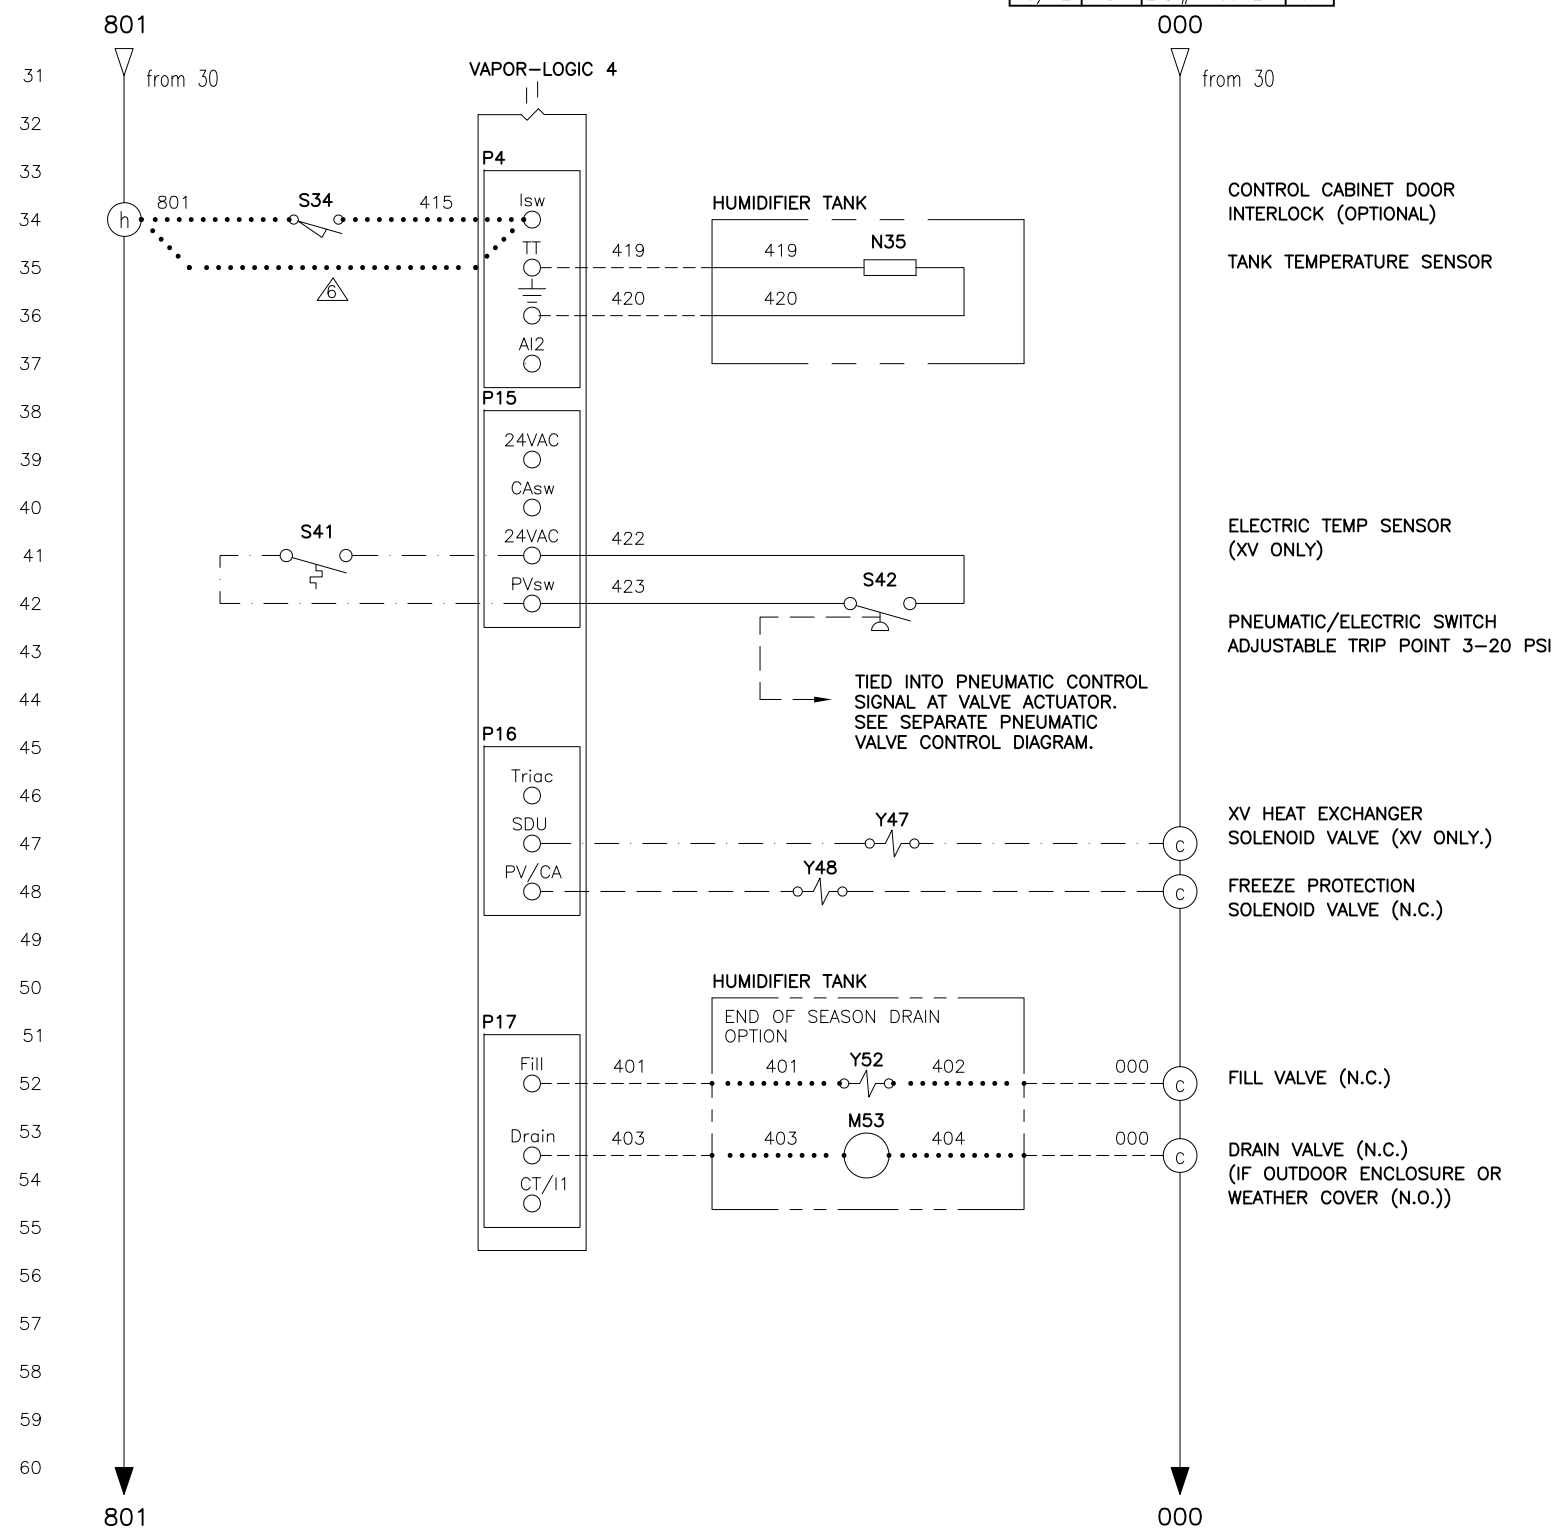 801
000
31
from 30
VAPOR-LOGIC 4
from 30
32
33
P4
801
S34
415
Isw
HUMIDIFIER TANK
CONTROL CABINET DOOR
INTERLOCK (OPTIONAL)
34
h
TT
419
419
N35
TANK TEMPERATURE SENSOR
35
6
420
420
36
AI2
37
P15
38
24VAC
39
CAsw
40
S41
24VAC
422
ELECTRIC TEMP SENSOR
(XV ONLY)
41
PVsw
423
S42
42
PNEUMATIC/ELECTRIC SWITCH
ADJUSTABLE TRIP POINT 3-20 PSI
43
TIED INTO PNEUMATIC CONTROL
SIGNAL AT VALVE ACTUATOR.
SEE SEPARATE PNEUMATIC
VALVE CONTROL DIAGRAM.
44
P16
45
Triac
46
SDU
Y47
XV HEAT EXCHANGER
SOLENOID VALVE (XV ONLY.)
47
c
PV/CA
Y48
FREEZE PROTECTION
SOLENOID VALVE (N.C.)
48
c
49
50
HUMIDIFIER TANK
END OF SEASON DRAIN
OPTION
P17
51
Fill
401
401
Y52
402
000
FILL VALVE (N.C.)
52
c
53
M53
Drain
403
403
404
000
c
DRAIN VALVE (N.C.)
(IF OUTDOOR ENCLOSURE OR
WEATHER COVER (N.O.))
54
CT/I1
55
56
57
58
59
60
801
000